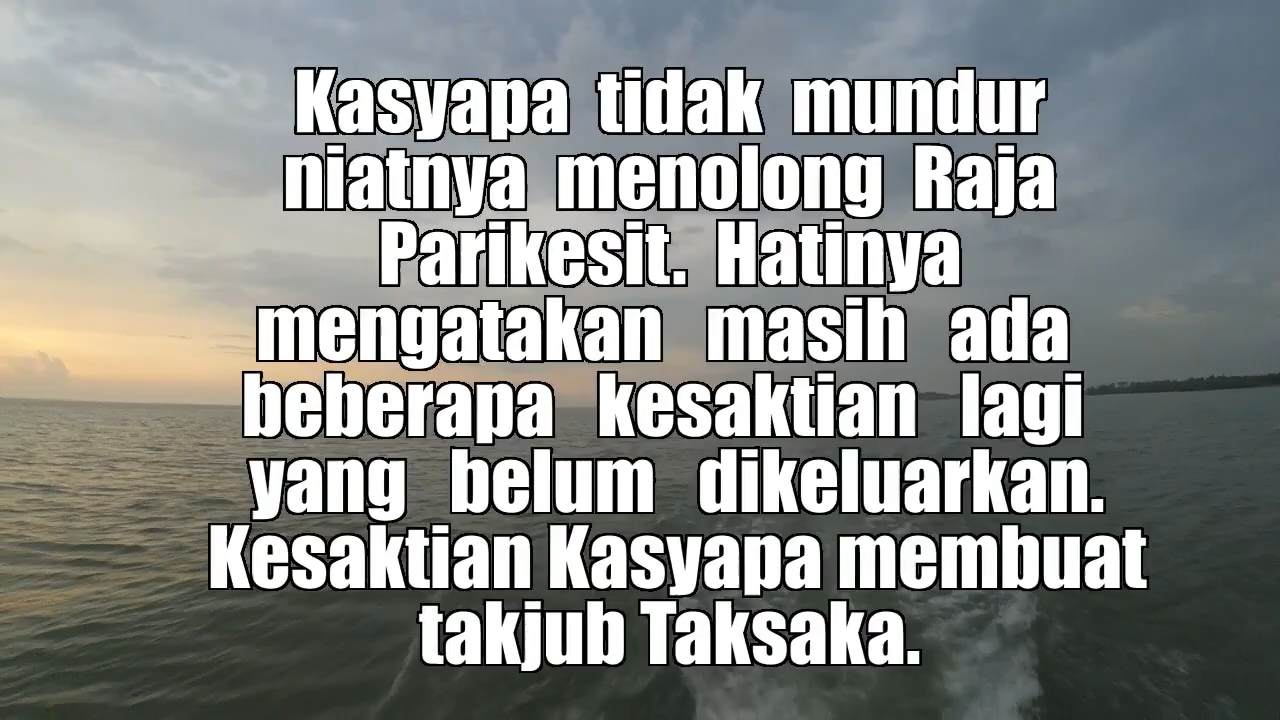 Kasyapa tidak mundur
niatnya menolong Raja
Parikesit. Hatinya
mengatakan masih ada
beberapa kesaktian lagi
yang belum dikeluarkan.
Kesaktian Kasyapa membuat
takjub Taksaka.